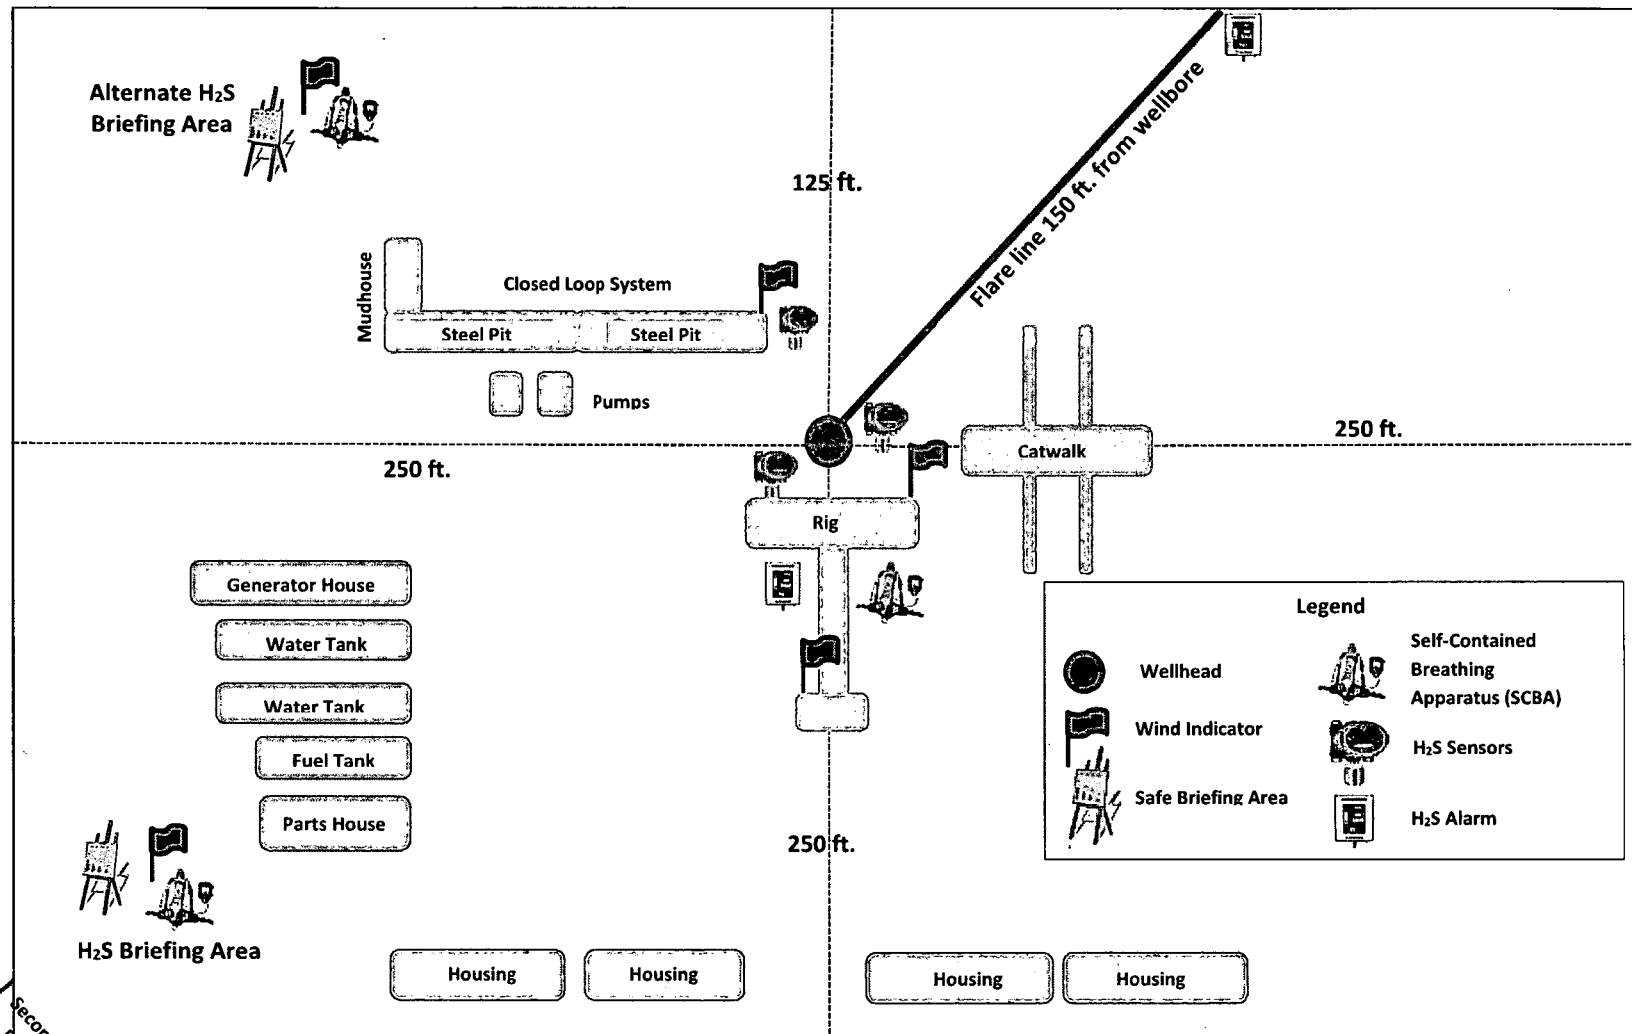 Alternate H₂S
Briefing Area
125 ft.
Flare line 150 ft. from wellbore
Mudhouse
Closed Loop System
Steel Pit
Steel Pit
Pumps
250 ft.
250 ft.
Catwalk
Rig
Generator House
Water Tank
Water Tank
Fuel Tank
Parts House
250 ft.
H₂S Briefing Area
Housing
Housing
Housing
Housing
Legend
Wellhead
Wind Indicator
Safe Briefing Area
Self-Contained
Breathing
Apparatus (SCBA)
H₂S Sensors
H₂S Alarm